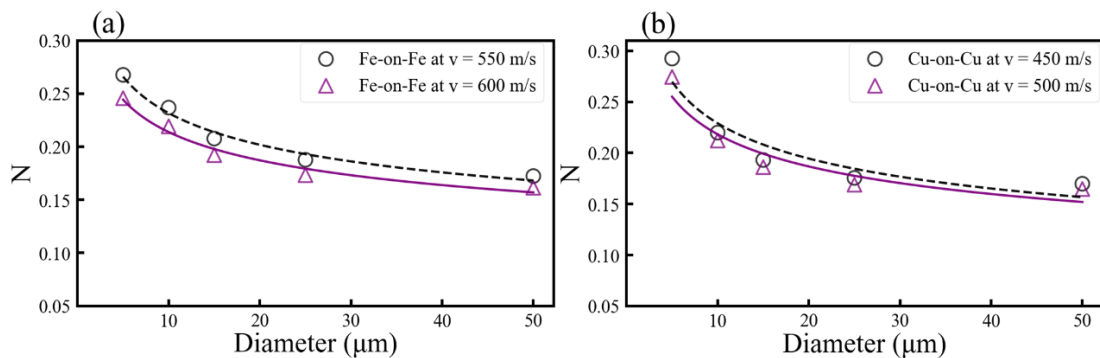 (a)
Fe-on-Fe at v = 550 m/s
Fe-on-Fe at v = 600 m/s
N
0.30
0.25
0.20
0.15
0.10
0.05
10
20
30
40
50
Diameter (μm)
(b)
Cu-on-Cu at v = 450 m/s
Cu-on-Cu at v = 500 m/s
N
0.30
0.25
0.20
0.15
0.10
0.05
10
20
30
40
50
Diameter (μm)